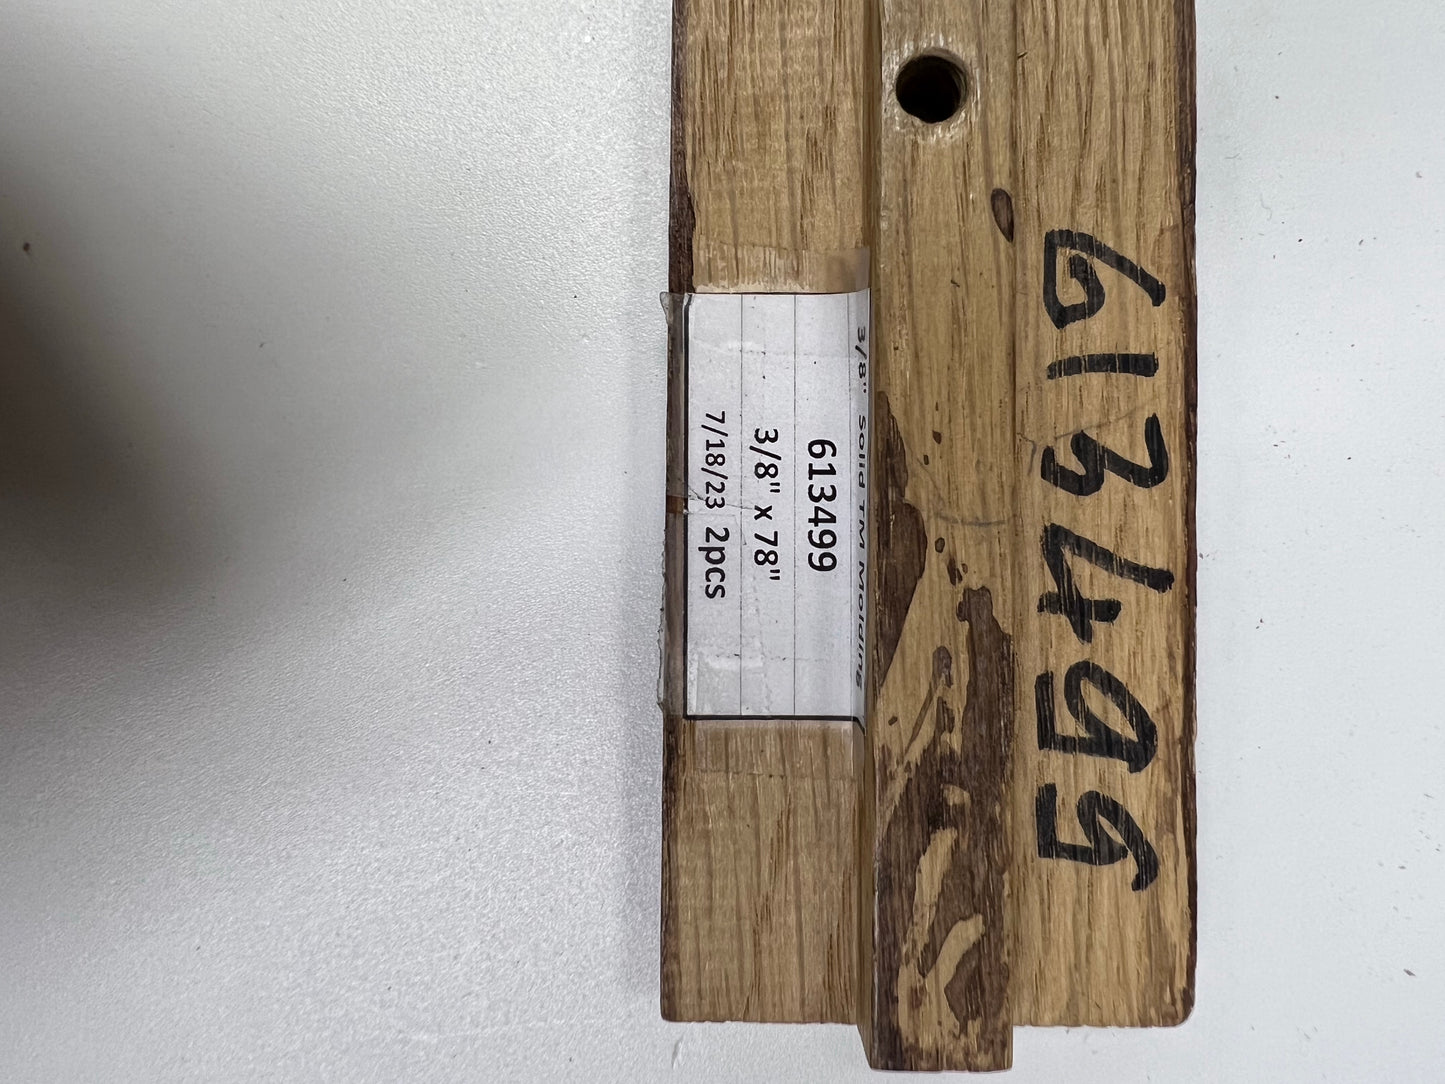 613499
3/8" Solid TM Molding
613499
3/8" x 78"
7/18/23 2pcs